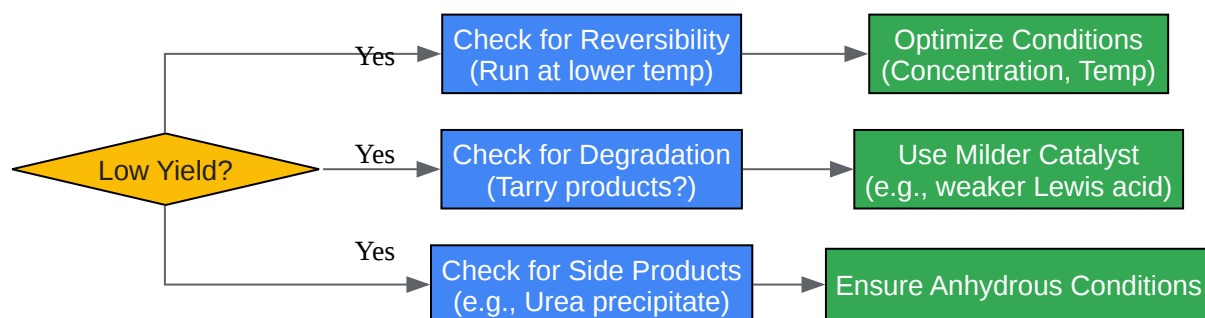 Yes
Check for Reversibility
(Run at lower temp)
Optimize Conditions
(Concentration, Temp)
Low Yield?
Yes
Check for Degradation
(Tarry products?)
Use Milder Catalyst
(e.g., weaker Lewis acid)
Yes
Check for Side Products
(e.g., Urea precipitate)
Ensure Anhydrous Conditions